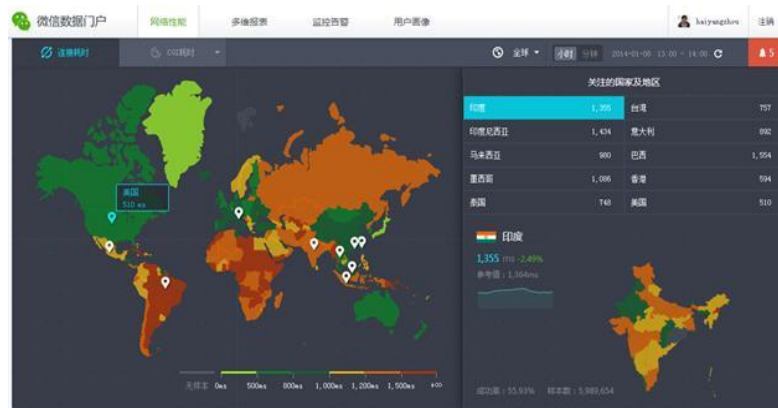 微信数据门户 网络性能 多维报表 监控告警 用户画像 haiyangzhou 注销
连接耗时 CGI耗时 全球 小时 分钟 2014-01-08 13:00 ~ 14:00 5
关注的国家及地区
印度 1,355 台湾 757
印度尼西亚 1,434 意大利 892
马来西亚 980 巴西 1,554
墨西哥 1,086 香港 594
泰国 748 美国 510
美国
510 ms
印度
1,355 ms -2.49%
参考值：1,364ms
无样本 0ms 500ms 800ms 1,000ms 1,200ms 1,500ms +∞
成功率：55.93% 样本数：5,989,654